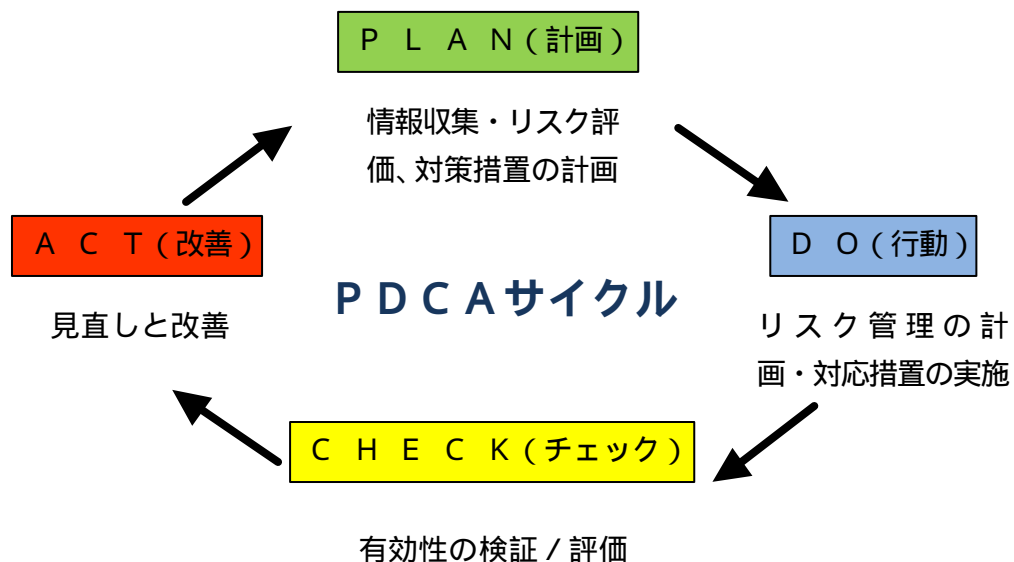 PLAN(計画)
情報収集・リスク評
価、対策措置の計画
ACT(改善)
DO(行動)
PDCAサイクル
見直しと改善
リスク管理の計
画・対応措置の実施
CHECK(チェック)
有効性の検証/評価